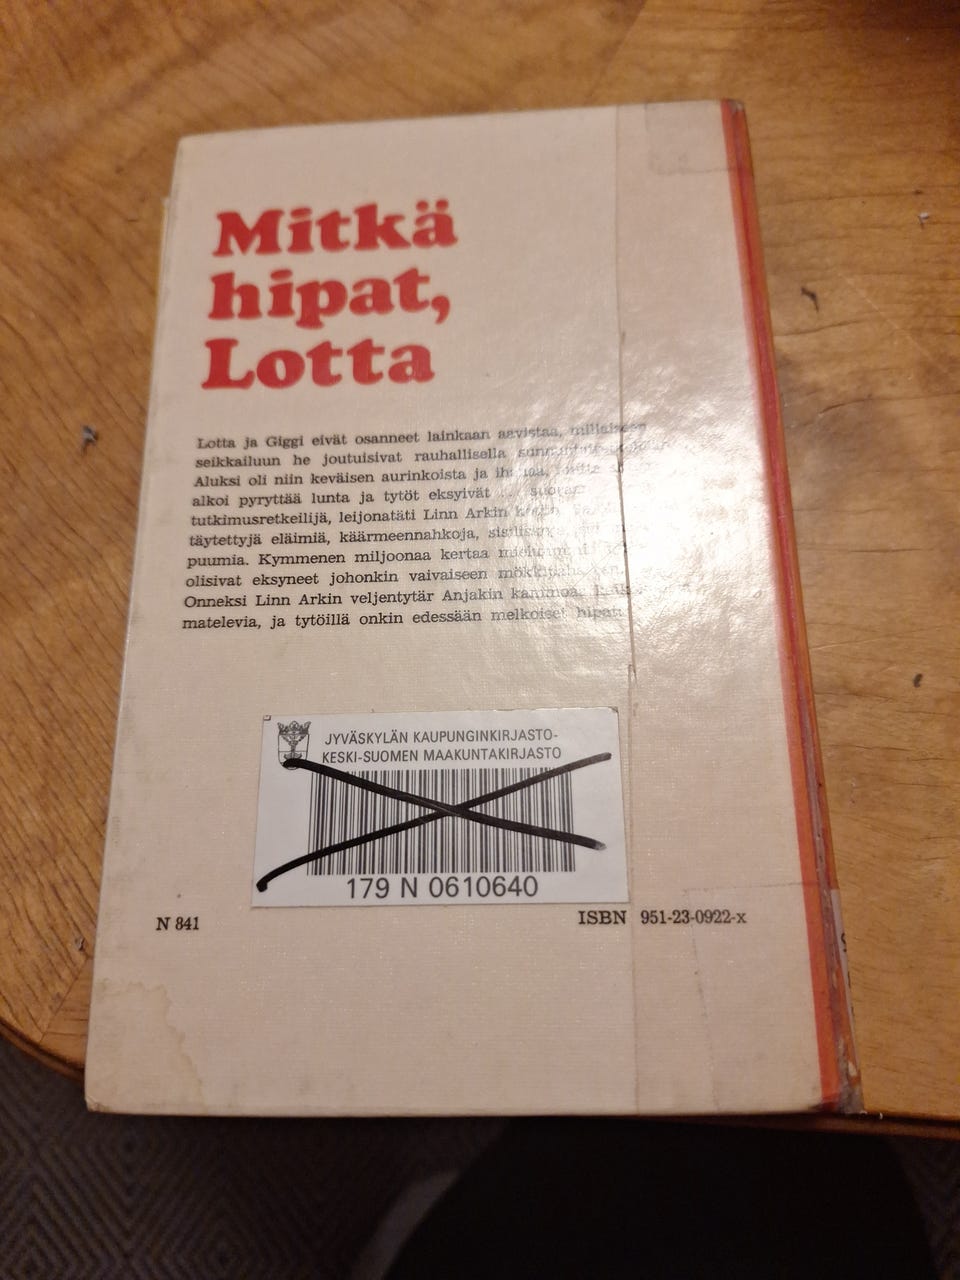 Mitkä
hipat,
Lotta
Lotta ja Giggi eivät osanneet lainkaan aavistaa, millaiseen
seikkailuun he joutuisivat rauhallisella
Aluksi oli niin keväisen aurinkoista ja
alkoi pyryttää lunta ja tytöt eksyivät
tutkimusretkeilijä, leijonatäti Linn Arkin
täytettyjä eläimiä, käärmeennahkoja,
puumia. Kymmenen miljoonaa kertaa
olisivat eksyneet johonkin vaivaiseen
Onneksi Linn Arkin veljentytär Anjakin kammoa
matelevia, ja tytöillä onkin edessään melkoiset hipat
JYVÄSKYLÄN KAUPUNGINKIRJASTO-
KESKI-SUOMEN MAAKUNTAKIRJASTO
179 N 0610640
N 841
ISBN 951-23-0922-x